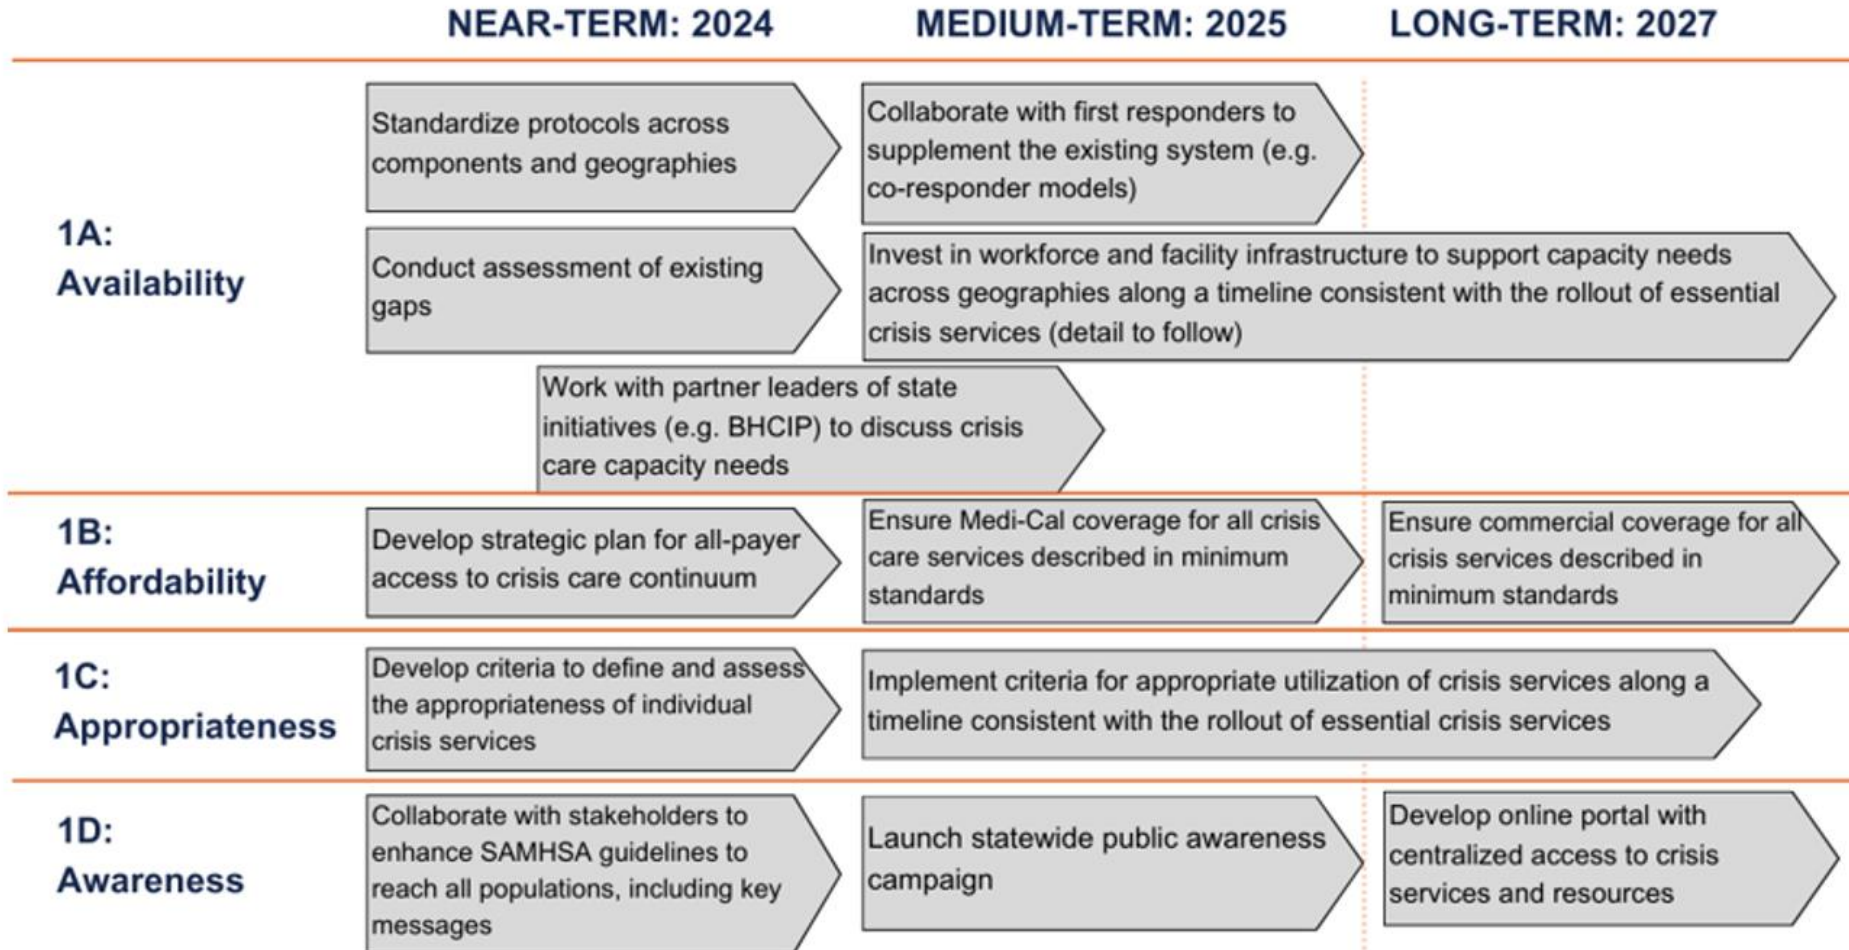 NEAR-TERM: 2024
MEDIUM-TERM: 2025
LONG-TERM: 2027
1A:
Availability
Standardize protocols across
components and geographies
Collaborate with first responders to
supplement the existing system (e.g.
co-responder models)
Conduct assessment of existing
gaps
Invest in workforce and facility infrastructure to support capacity needs
across geographies along a timeline consistent with the rollout of essential
crisis services (detail to follow)
Work with partner leaders of state
initiatives (e.g. BHCIP) to discuss crisis
care capacity needs
1B:
Affordability
Develop strategic plan for all-payer
access to crisis care continuum
Ensure Medi-Cal coverage for all crisis
care services described in minimum
standards
Ensure commercial coverage for all
crisis services described in
minimum standards
1C:
Appropriateness
Develop criteria to define and assess
the appropriateness of individual
crisis services
Implement criteria for appropriate utilization of crisis services along a
timeline consistent with the rollout of essential crisis services
1D:
Awareness
Collaborate with stakeholders to
enhance SAMHSA guidelines to
reach all populations, including key
messages
Launch statewide public awareness
campaign
Develop online portal with
centralized access to crisis
services and resources